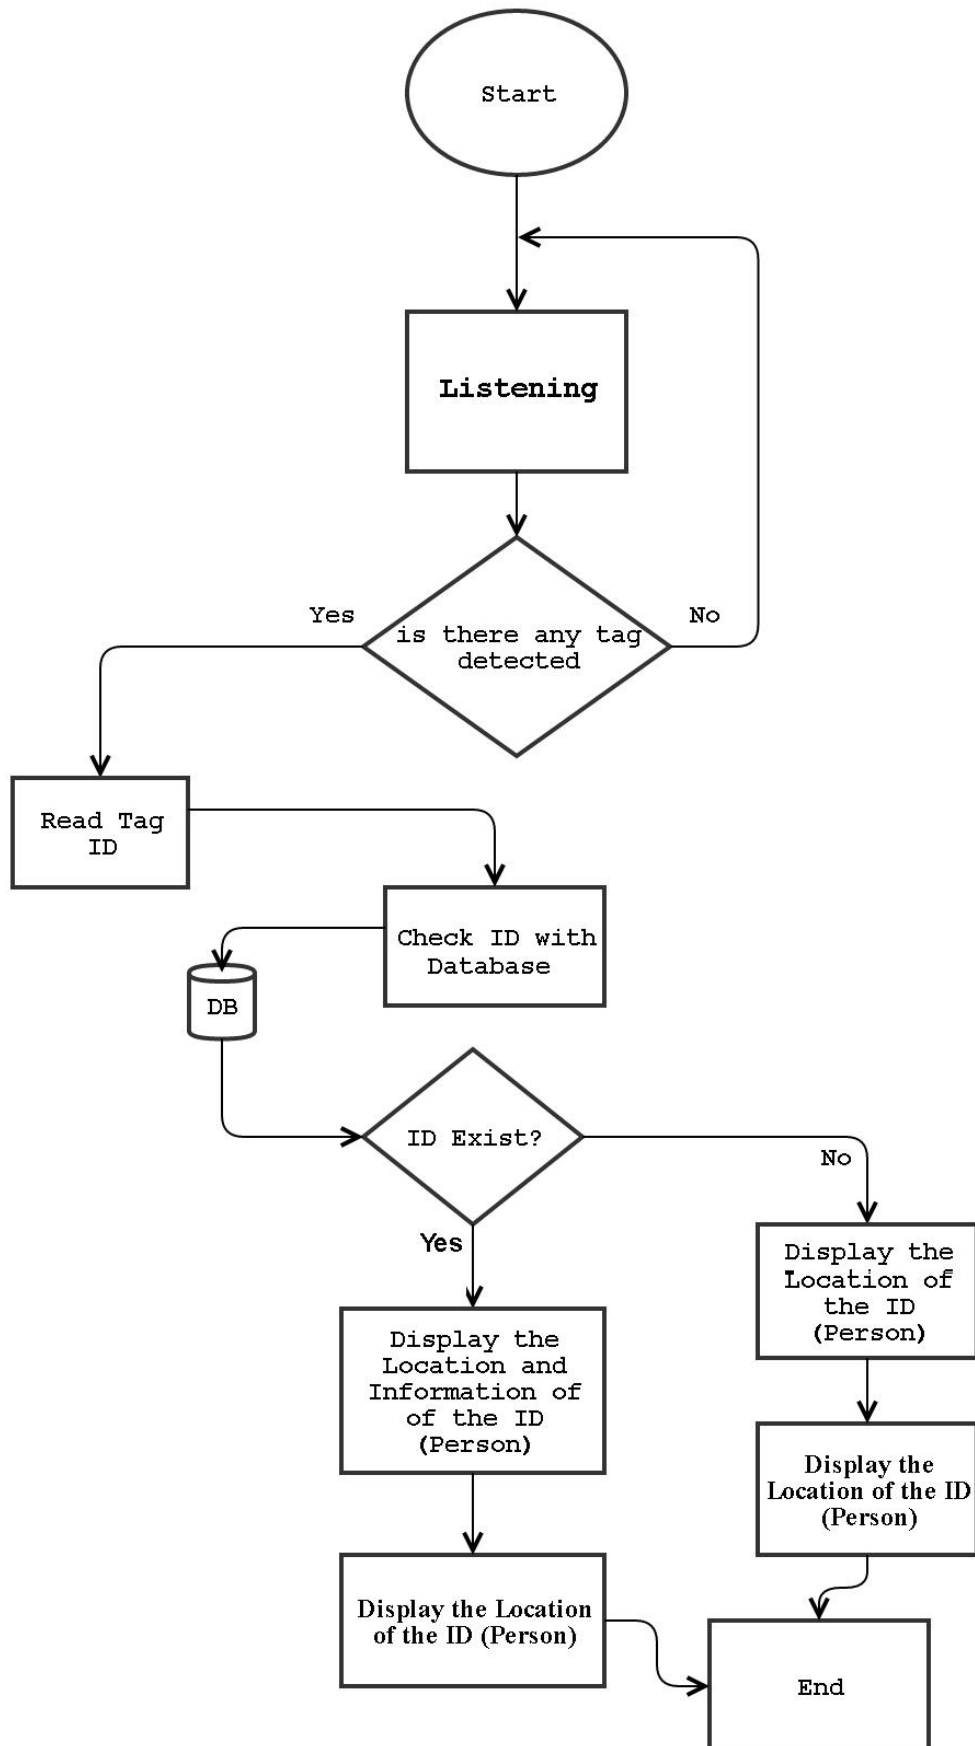 Start
Listening
Yes
No
is there any tag
detected
Read Tag
ID
Check ID with
Database
DB
ID Exist?
No
Yes
Display the
Location of
the ID
(Person)
Display the
Location and
Information of
of the ID
(Person)
Display the
Location of the ID
(Person)
Display the Location
of the ID (Person)
End